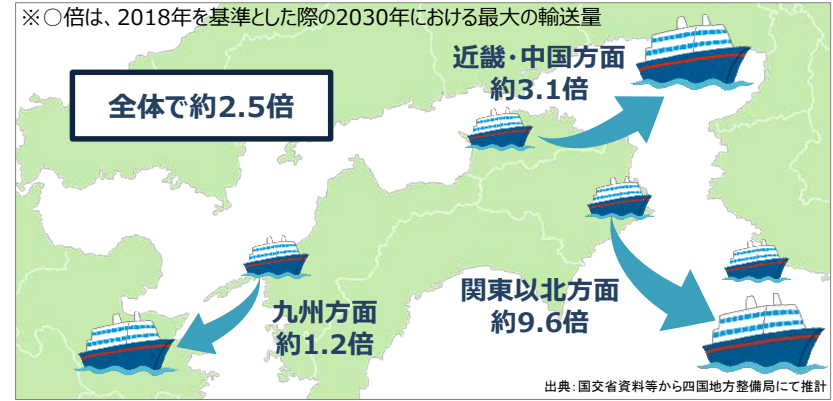 ※○倍は、2018年を基準とした際の2030年における最大の輸送量
近畿・中国方面
約3.1倍
全体で約2.5倍
九州方面
約1.2倍
関東以北方面
約9.6倍
出典：国交省資料等から四国地方整備局にて推計